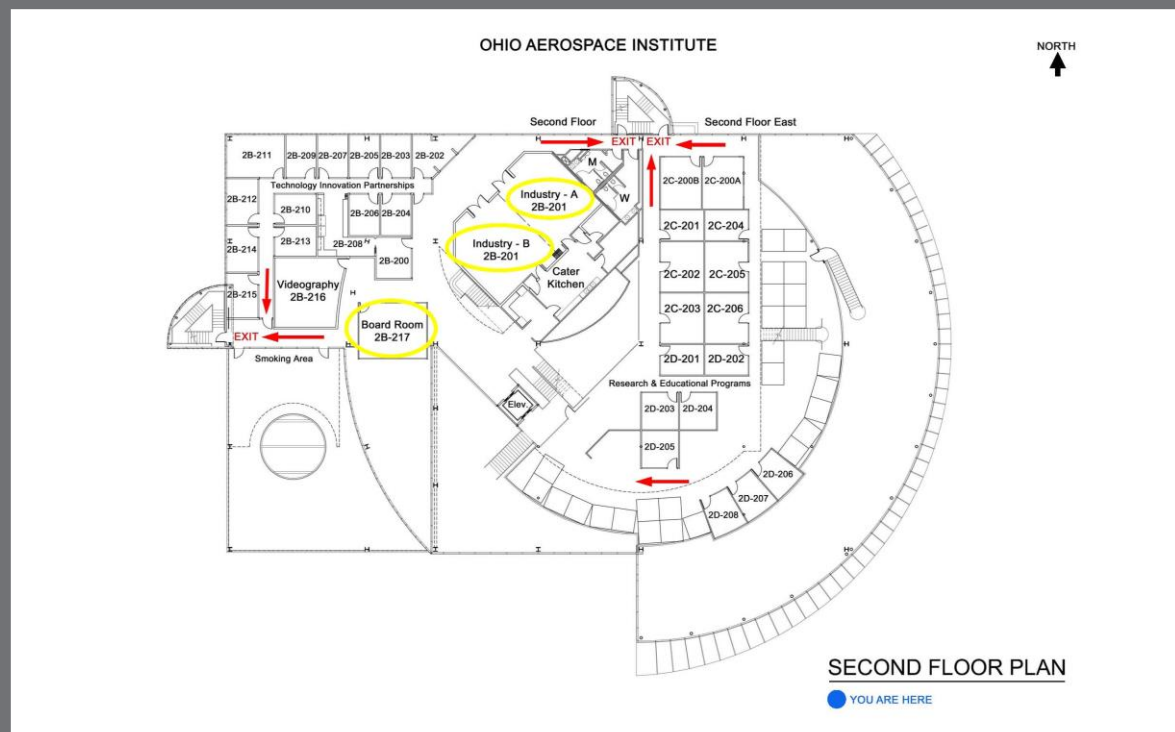 OHIO AEROSPACE INSTITUTE
NORTH
Second Floor
Second Floor East
EXIT
EXIT
2B-211
2B-209
2B-207
2B-205
2B-203
2B-202
M
W
Technology Innovation Partnerships
2B-212
2B-210
2B-206
2B-204
Industry - A
2B-201
2C-200B
2C-200A
2B-214
2B-213
2B-208
Industry - B
2B-201
2C-201
2C-204
2B-200
Cater
Kitchen
2C-202
2C-205
2B-215
Videography
2B-216
2C-203
2C-206
Board Room
2B-217
EXIT
Smoking Area
2D-201
2D-202
Research & Educational Programs
Elev.
2D-203
2D-204
2D-205
2D-206
2D-207
2D-208
SECOND FLOOR PLAN
YOU ARE HERE